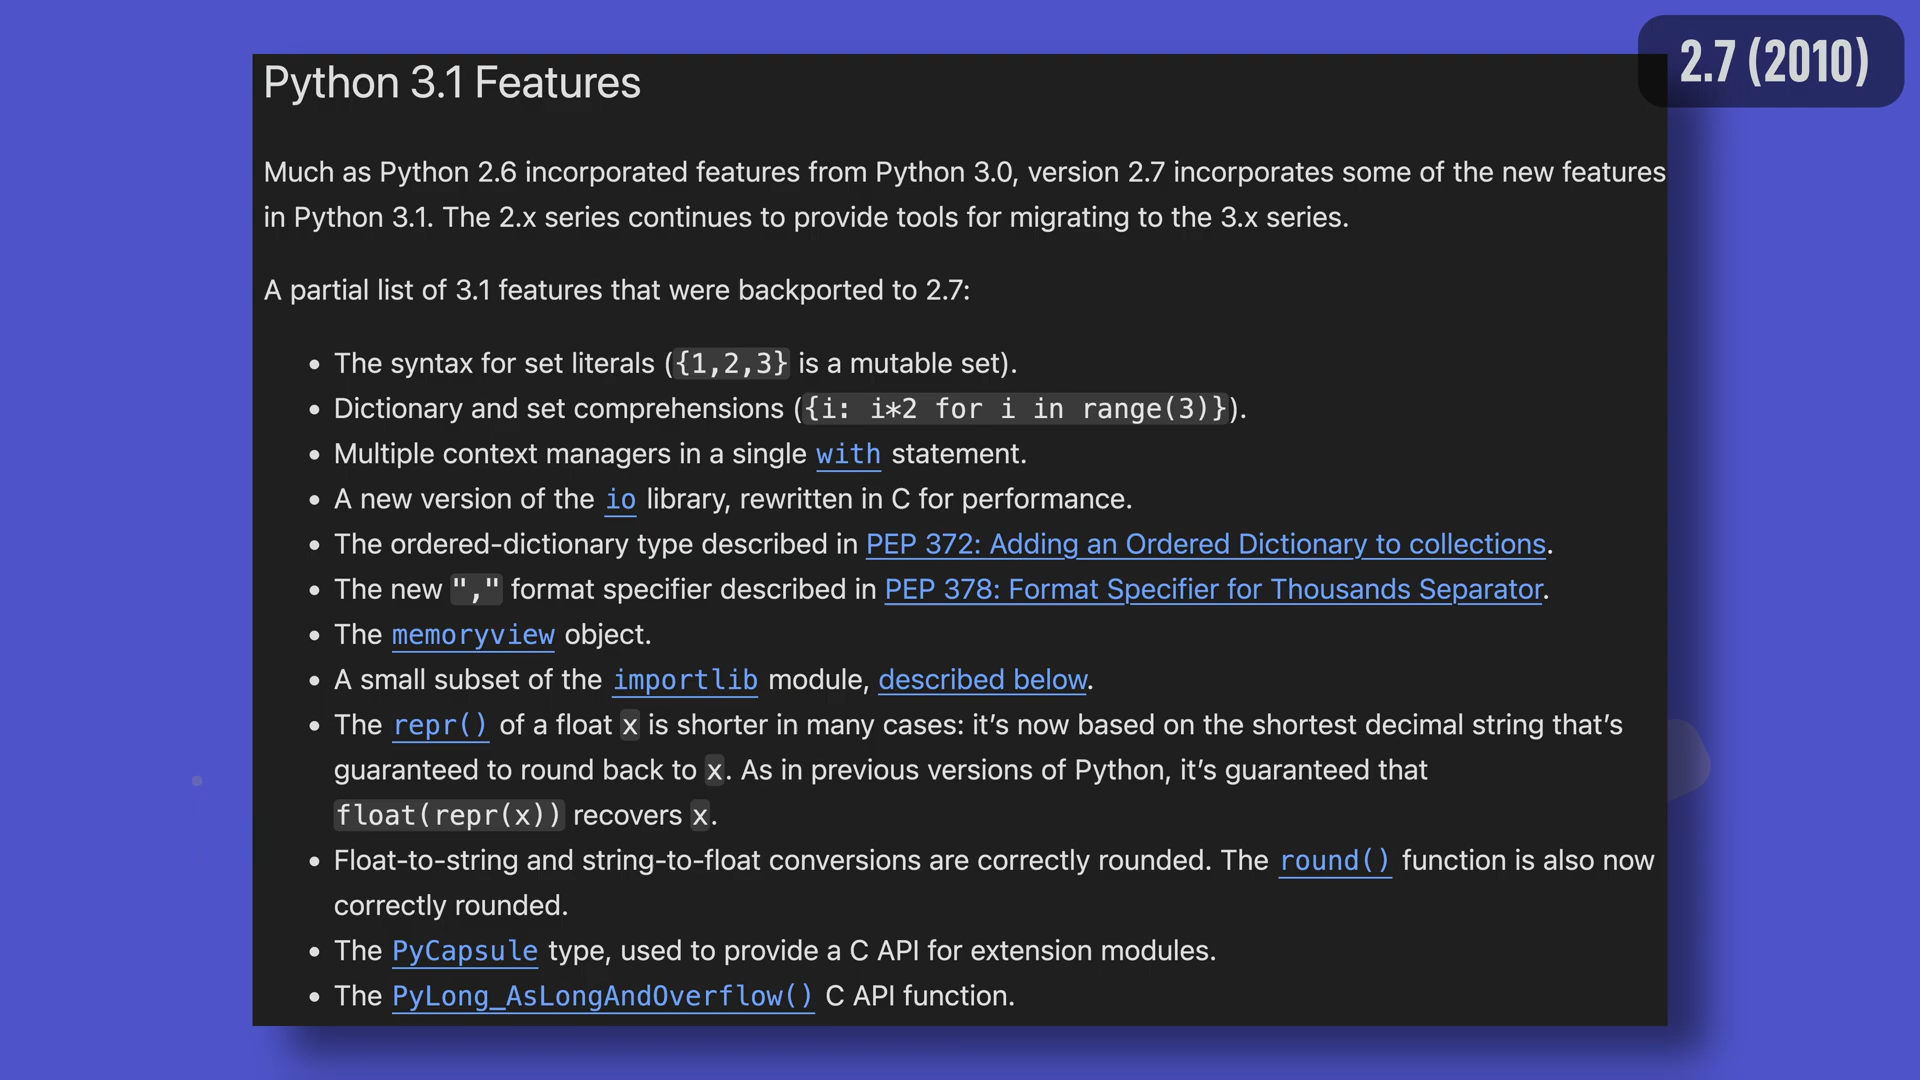 2.7 (2010)
Python 3.1 Features
Much as Python 2.6 incorporated features from Python 3.0, version 2.7 incorporates some of the new features
in Python 3.1. The 2.x series continues to provide tools for migrating to the 3.x series.
A partial list of 3.1 features that were backported to 2.7:
• The syntax for set literals ({1,2,3} is a mutable set).
• Dictionary and set comprehensions ({i: i*2 for i in range(3)}).
• Multiple context managers in a single with statement.
• A new version of the io library, rewritten in C for performance.
• The ordered-dictionary type described in PEP 372: Adding an Ordered Dictionary to collections.
• The new "," format specifier described in PEP 378: Format Specifier for Thousands Separator.
• The memoryview object.
• A small subset of the importlib module, described below.
• The repr() of a float x is shorter in many cases: it’s now based on the shortest decimal string that’s
guaranteed to round back to x. As in previous versions of Python, it’s guaranteed that
float(repr(x)) recovers x.
• Float-to-string and string-to-float conversions are correctly rounded. The round() function is also now
correctly rounded.
• The PyCapsule type, used to provide a C API for extension modules.
• The PyLong_AsLongAndOverflow() C API function.